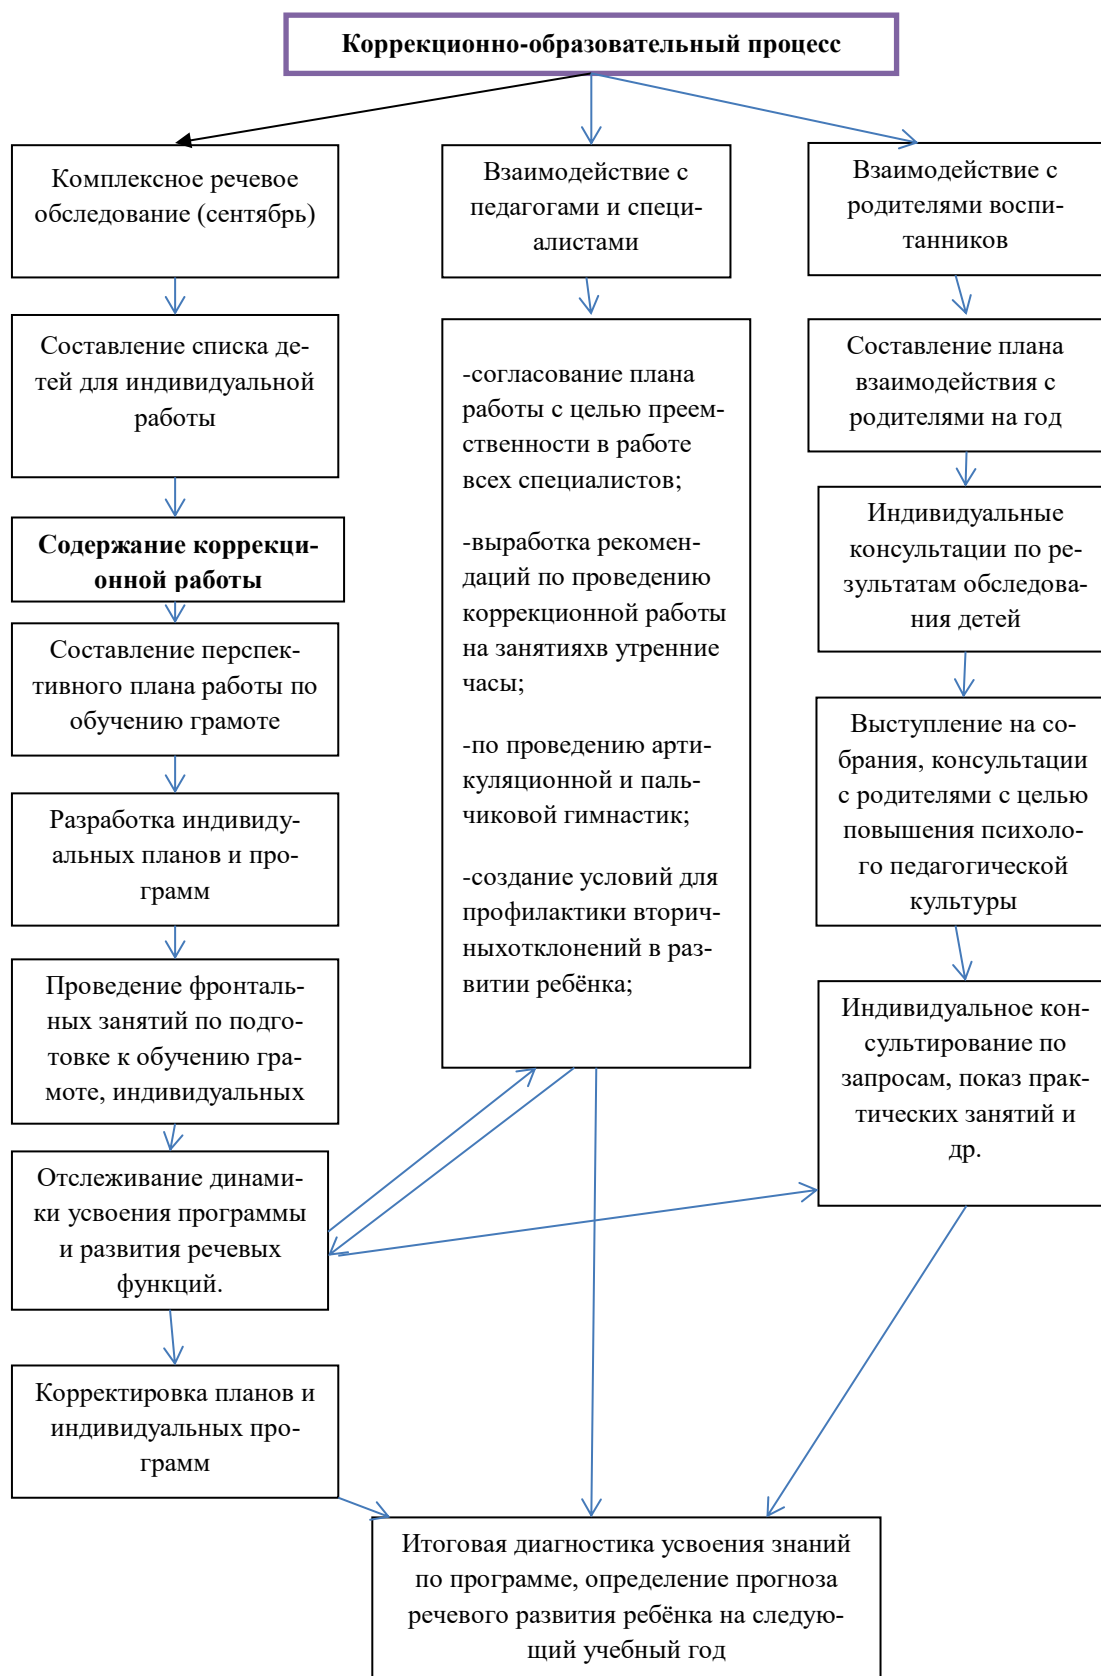 Коррекционно-образовательный процесс
Комплексное речевое
обследование (сентябрь)
Составление списка де-
тей для индивидуальной
работы
Содержание коррекци-
онной работы
Составление перспек-
тивного плана работы по
обучению грамоте
Разработка индивиду-
альных планов и про-
грамм
Проведение фронталь-
ных занятий по подго-
товке к обучению гра-
моте, индивидуальных
Отслеживание динами-
ки усвоения программы
и развития речевых
функций.
Корректировка планов и
индивидуальных про-
грамм
Взаимодействие с
педагогами и специ-
алистами
-согласование плана
работы с целью преем-
ственности в работе
всех специалистов;
-выработка рекомен-
даций по проведению
коррекционной работы
на занятияхв утренние
часы;
-по проведению арти-
куляционной и паль-
чиковой гимнастик;
-создание условий для
профилактики вторич-
ныхотклонений в раз-
витии ребёнка;
Взаимодействие с
родителями воспи-
танников
Составление плана
взаимодействия с
родителями на год
Индивидуальные
консультации по ре-
зультатам обследова-
ния детей
Выступление на со-
брания, консультации
с родителями с целью
повышения психоло-
го педагогической
культуры
Индивидуальное кон-
сультирование по
запросам, показ прак-
тических занятий и
др.
Итоговая диагностика усвоения знаний
по программе, определение прогноза
речевого развития ребёнка на следую-
щий учебный год